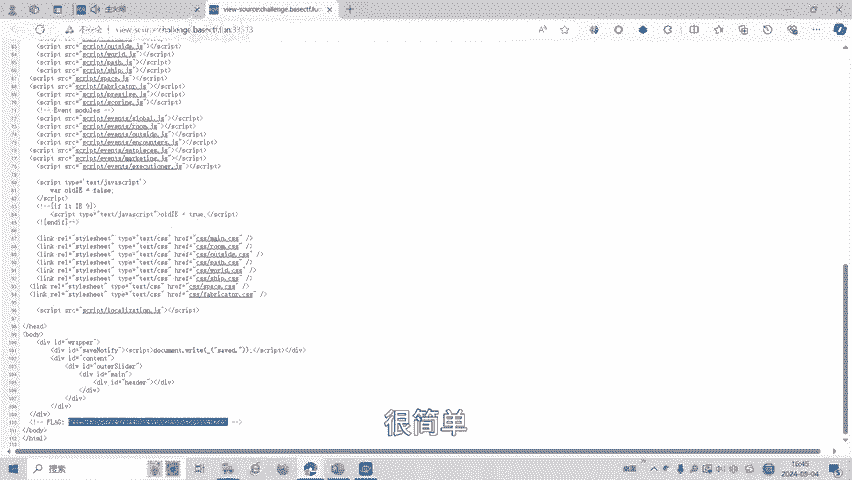 view-source:challenge.basectf.fun
view-source:challenge.basectf.fun:33573
<script src="script/outside.js"></script>
<script src="script/world.js"></script>
<script src="script/path.js"></script>
<script src="script/ship.js"></script>
<script src="script/space.js"></script>
<script src="script/fabricator.js"></script>
<script src="script/prestige.js"></script>
<script src="script/scoring.js"></script>
<!-- Event modules -->
<script src="script/events/global.js"></script>
<script src="script/events/room.js"></script>
<script src="script/events/outside.js"></script>
<script src="script/events/encounters.js"></script>
<script src="script/events/setpieces.js"></script>
<script src="script/events/marketing.js"></script>
<script src="script/events/executioner.js"></script>
<script type="text/javascript">
var oldIE = false;
</script>
<!--[if lt IE 9]>
<script type="text/javascript">oldIE = true;</script>
<![endif]-->
<link rel="stylesheet" type="text/css" href="css/main.css" />
<link rel="stylesheet" type="text/css" href="css/room.css" />
<link rel="stylesheet" type="text/css" href="css/outside.css" />
<link rel="stylesheet" type="text/css" href="css/path.css" />
<link rel="stylesheet" type="text/css" href="css/world.css" />
<link rel="stylesheet" type="text/css" href="css/ship.css" />
<link rel="stylesheet" type="text/css" href="css/space.css" />
<link rel="stylesheet" type="text/css" href="css/fabricator.css" />
<script src="script/localization.js"></script>
</head>
<body>
<div id="wrapper">
<div id="saveNotify"><script>document.write(_("saved."));</script></div>
<div id="content">
<div id="outerSlider">
<div id="main">
<div id="header"></div>
</div>
</div>
</div>
</div>
<!-- FLAG: -->
</body>
</html>
很简单
搜索
16:45
2024-09-04